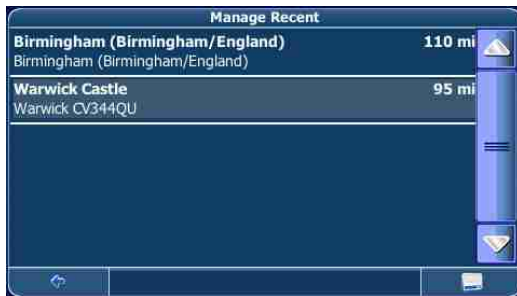 Manage Recent
Birmingham (Birmingham/England) 110 mi
Birmingham (Birmingham/England)
Warwick Castle 95 mi
Warwick CV344QU